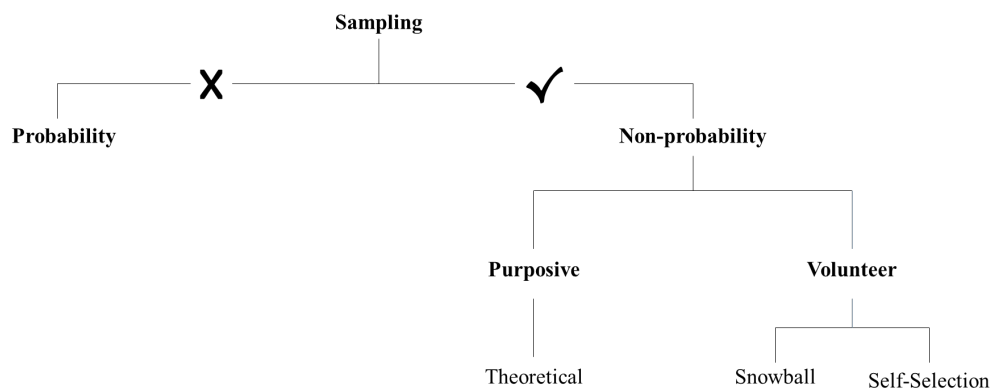 Sampling
Probability
Non-probability
Purposive
Volunteer
Theoretical
Snowball
Self-Selection